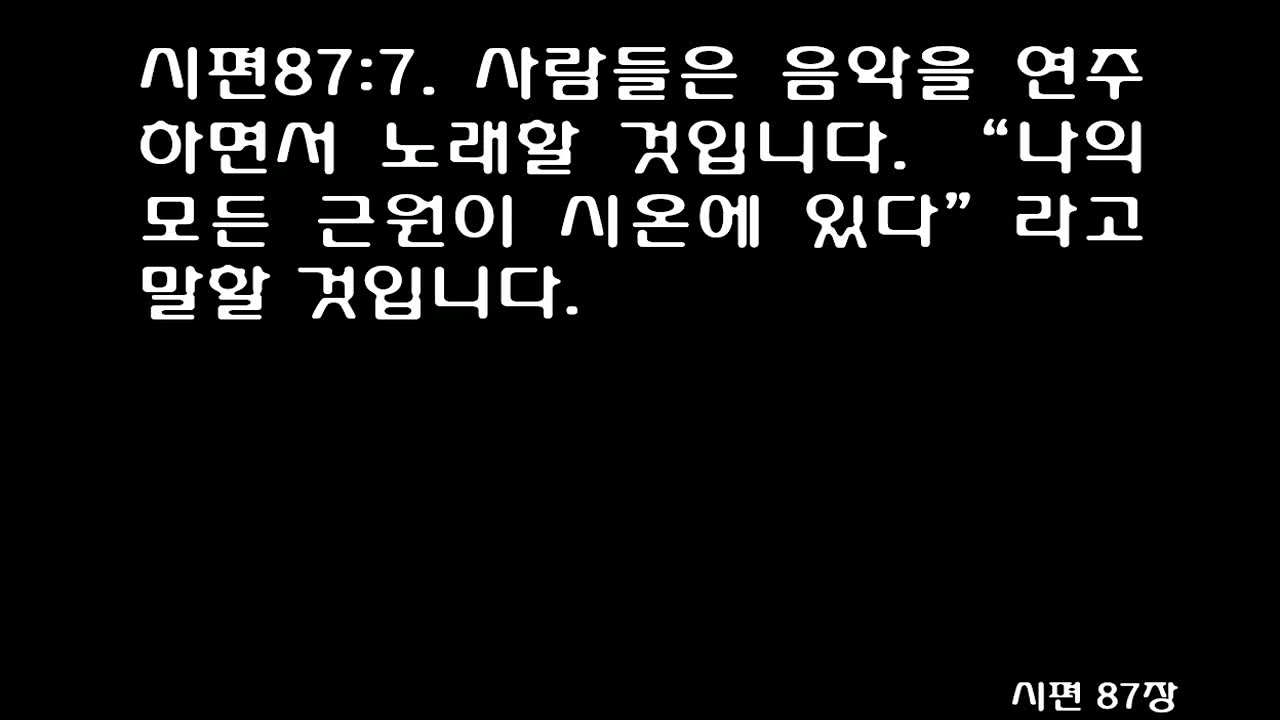 시편87:7. 사람들은 음악을 연주
하면서 노래할 것입니다. “나의
모든 근원이 시온에 있다” 라고
말할 것입니다.
시편 87장